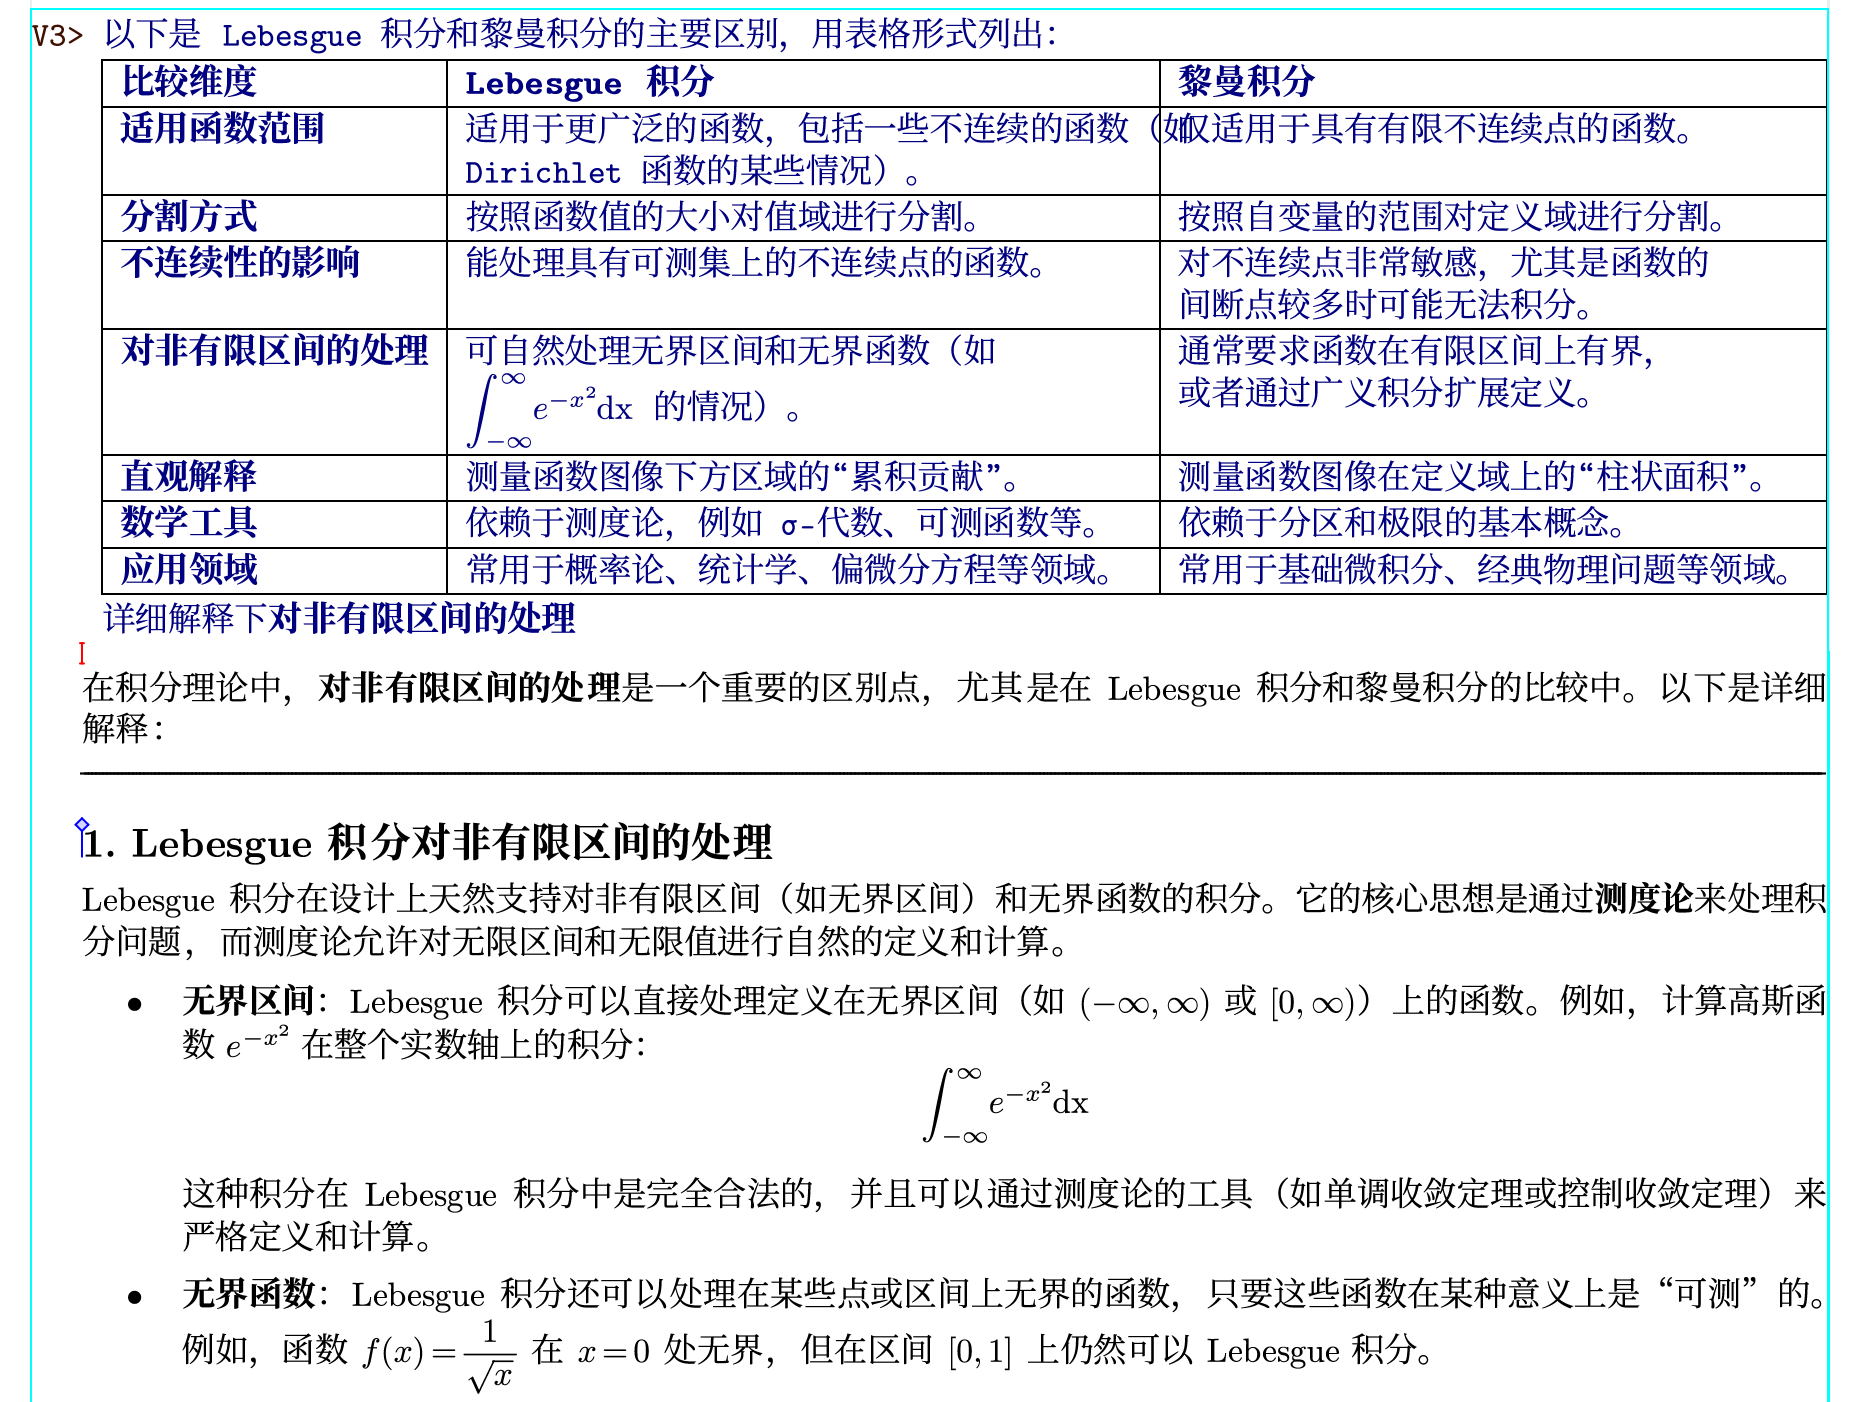 V3> 以下是 Lebesgue 积分和黎曼积分的主要区别，用表格形式列出：
比较维度 Lebesgue 积分 黎曼积分
适用函数范围 适用于更广泛的函数，包括一些不连续的函数（如 仅适用于具有有限不连续点的函数。
Dirichlet 函数的某些情况）。
分割方式 按照函数值的大小对值域进行分割。 按照自变量的范围对定义域进行分割。
不连续性的影响 能处理具有可测集上的不连续点的函数。 对不连续点非常敏感，尤其是函数的
间断点较多时可能无法积分。
对非有限区间的处理 可自然处理无界区间和无界函数（如 通常要求函数在有限区间上有界，
∫_{-∞}^{∞} e^{-x^2}dx 的情况）。 或者通过广义积分扩展定义。
直观解释 测量函数图像下方区域的“累积贡献”。 测量函数图像在定义域上的“柱状面积”。
数学工具 依赖于测度论，例如 σ-代数、可测函数等。 依赖于分区和极限的基本概念。
应用领域 常用于概率论、统计学、偏微分方程等领域。 常用于基础微积分、经典物理问题等领域。
详细解释下对非有限区间的处理
在积分理论中，对非有限区间的处理是一个重要的区别点，尤其是在 Lebesgue 积分和黎曼积分的比较中。以下是详细
解释：
1. Lebesgue 积分对非有限区间的处理
Lebesgue 积分在设计上天然支持对非有限区间（如无界区间）和无界函数的积分。它的核心思想是通过测度论来处理积
分问题，而测度论允许对无限区间和无限值进行自然的定义和计算。
• 无界区间：Lebesgue 积分可以直接处理定义在无界区间（如 (−∞, ∞) 或 [0, ∞)）上的函数。例如，计算高斯函
数 e^{-x^2} 在整个实数轴上的积分：
∫_{-∞}^{∞} e^{-x^2}dx
这种积分在 Lebesgue 积分中是完全合法的，并且可以通过测度论的工具（如单调收敛定理或控制收敛定理）来
严格定义和计算。
• 无界函数：Lebesgue 积分还可以处理在某些点或区间上无界的函数，只要这些函数在某种意义上是“可测”的。
例如，函数 f(x)=1/√x 在 x=0 处无界，但在区间 [0,1] 上仍然可以 Lebesgue 积分。